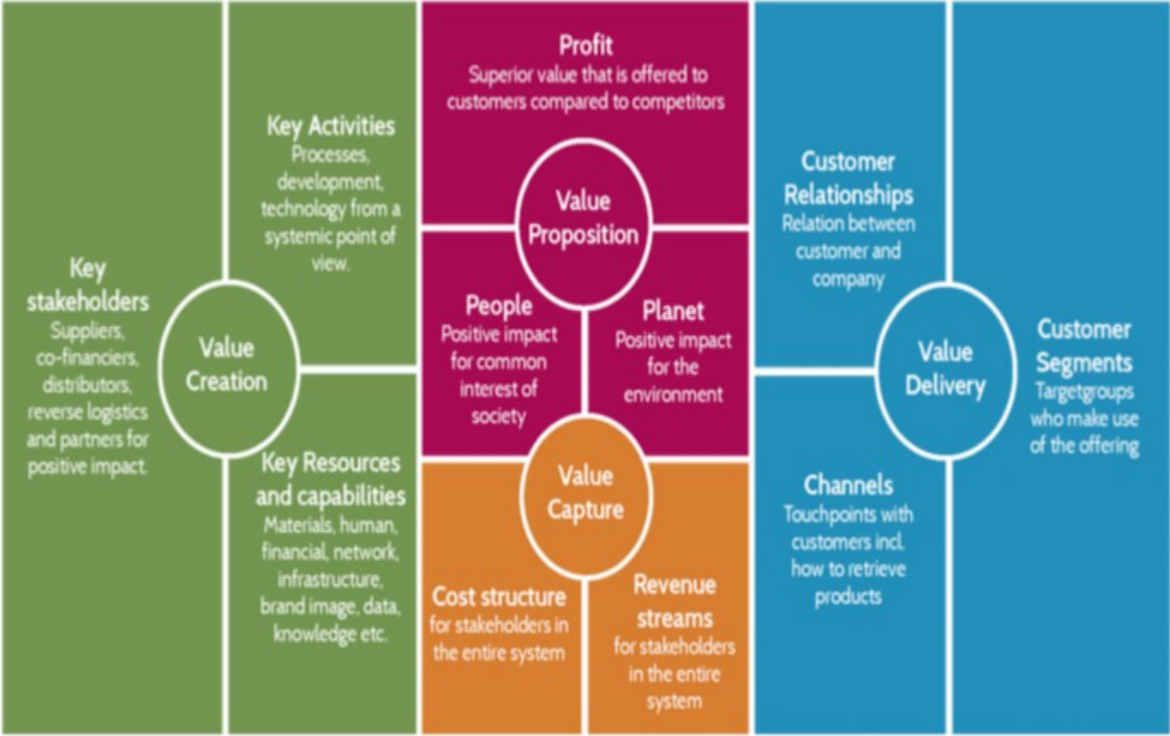 Key
stakeholders
Suppliers,
co-financiers,
distributors,
reverse logistics
and partners for
positive impact.
Value
Creation
Key Activities
Processes,
development,
technology from a
systemic point of
view.
Key Resources
and capabilities
Materials, human,
financial, network,
infrastructure,
brand image, data,
knowledge etc.
Profit
Superior value that is offered to
customers compared to competitors
Value
Proposition
People
Positive impact
for common
interest of
society
Planet
Positive impact
for the
environment
Value
Capture
Cost structure
for stakeholders in
the entire system
Revenue
streams
for stakeholders
in the entire
system
Customer
Relationships
Relation between
customer and
company
Value
Delivery
Channels
Touchpoints with
customers incl.
how to retrieve
products
Customer
Segments
Targetgroups
who make use
of the offering